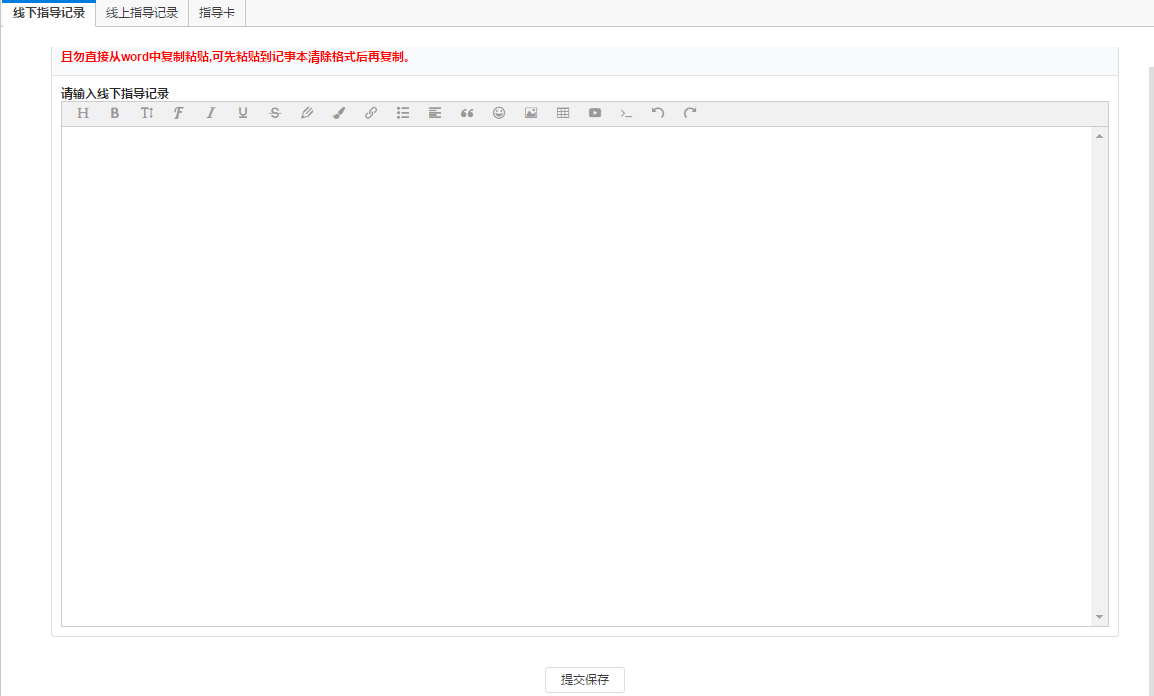 线下指导记录 线上指导记录 指导卡
且勿直接从word中复制粘贴,可先粘贴到记事本清除格式后再复制。
请输入线下指导记录
提交保存